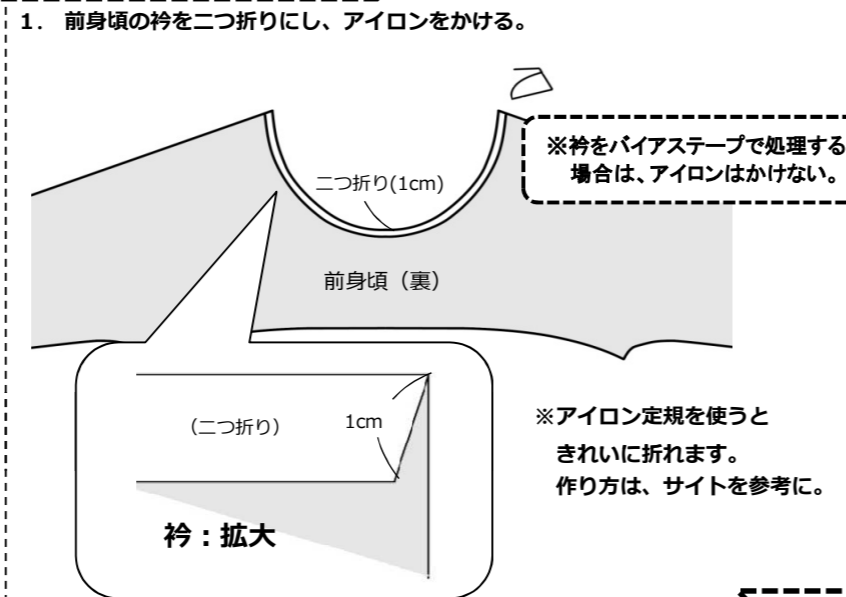 1. 前身頃の衿を二つ折りにし、アイロンをかける。
※衿をバイアステープで処理する
場合は、アイロンはかけない。
二つ折り(1cm)
前身頃（裏）
（二つ折り）
1cm
衿：拡大
※アイロン定規を使うと
きれいに折れます。
作り方は、サイトを参考に。